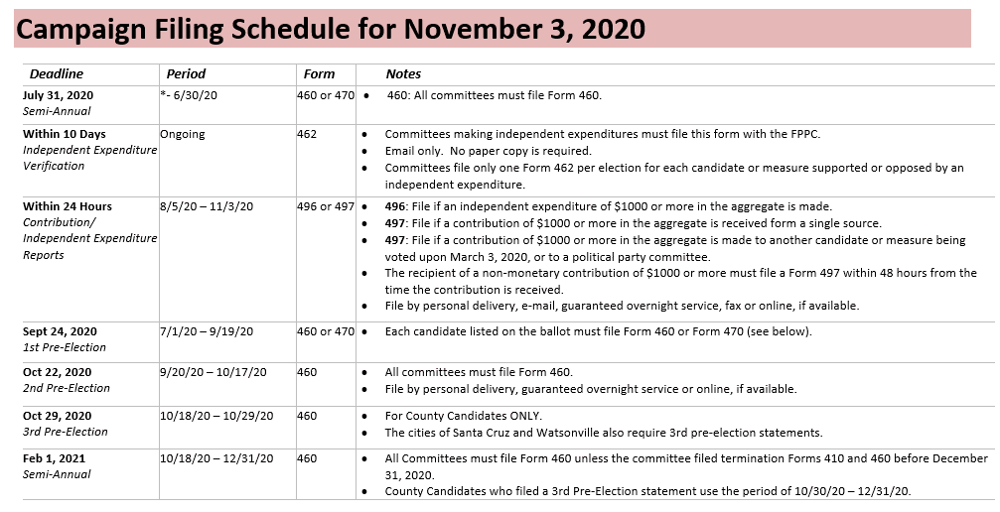 Campaign Filing Schedule for November 3, 2020
Deadline Period Form Notes
July 31, 2020 *- 6/30/20 460 or 470 • 460: All committees must file Form 460.
Semi-Annual
Within 10 Days Ongoing 462 • Committees making independent expenditures must file this form with the FPPC.
Independent Expenditure • Email only. No paper copy is required.
Verification • Committees file only one Form 462 per election for each candidate or measure supported or opposed by an
independent expenditure.
Within 24 Hours 8/5/20 – 11/3/20 496 or 497 • 496: File if an independent expenditure of $1000 or more in the aggregate is made.
Contribution/ • 497: File if a contribution of $1000 or more in the aggregate is received form a single source.
Independent Expenditure • 497: File if a contribution of $1000 or more in the aggregate is made to another candidate or measure being
Reports voted upon March 3, 2020, or to a political party committee.
• The recipient of a non-monetary contribution of $1000 or more must file a Form 497 within 48 hours from the
time the contribution is received.
• File by personal delivery, e-mail, guaranteed overnight service, fax or online, if available.
Sept 24, 2020 7/1/20 – 9/19/20 460 or 470 • Each candidate listed on the ballot must file Form 460 or Form 470 (see below).
1st Pre-Election
Oct 22, 2020 9/20/20 – 10/17/20 460 • All committees must file Form 460.
2nd Pre-Election • File by personal delivery, guaranteed overnight service or online, if available.
Oct 29, 2020 10/18/20 – 10/29/20 460 • For County Candidates ONLY.
3rd Pre-Election • The cities of Santa Cruz and Watsonville also require 3rd pre-election statements.
Feb 1, 2021 10/18/20 – 12/31/20 460 • All Committees must file Form 460 unless the committee filed termination Forms 410 and 460 before December
Semi-Annual 31, 2020.
• County Candidates who filed a 3rd Pre-Election statement use the period of 10/30/20 – 12/31/20.